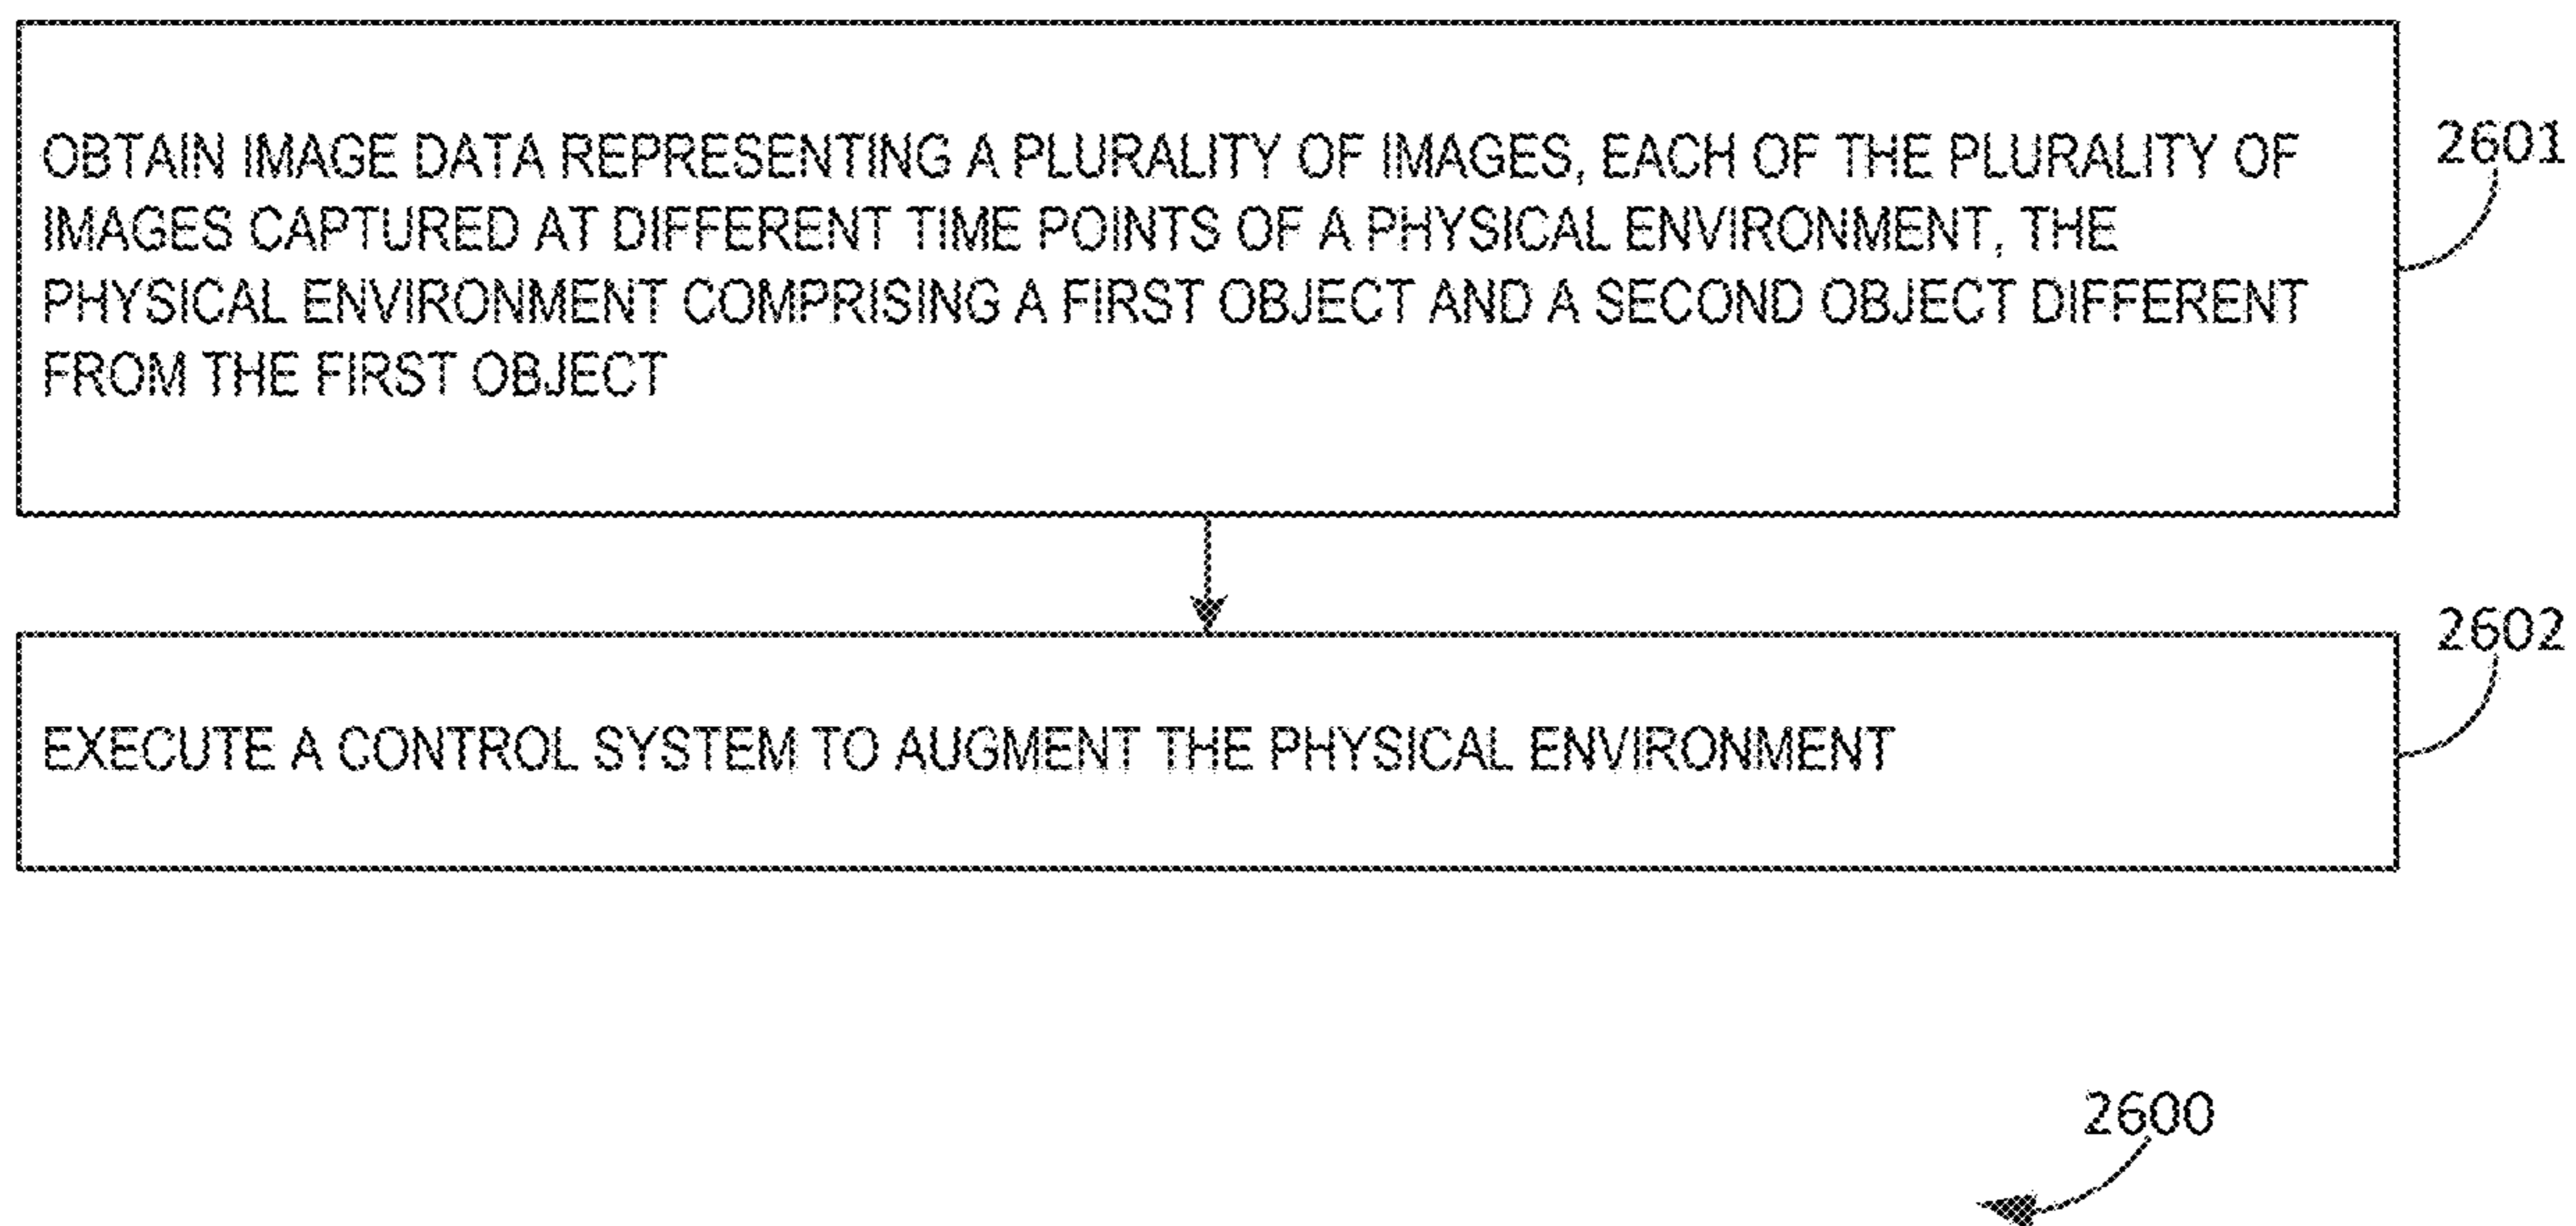 OBTAIN IMAGE DATA REPRESENTING A PLURALITY OF IMAGES, EACH OF THE PLURALITY OF
IMAGES CAPTURED AT DIFFERENT TIME POINTS OF A PHYSICAL ENVIRONMENT, THE
PHYSICAL ENVIRONMENT COMPRISING A FIRST OBJECT AND A SECOND OBJECT DIFFERENT
FROM THE FIRST OBJECT
2601
EXECUTE A CONTROL SYSTEM TO AUGMENT THE PHYSICAL ENVIRONMENT
2602
2600